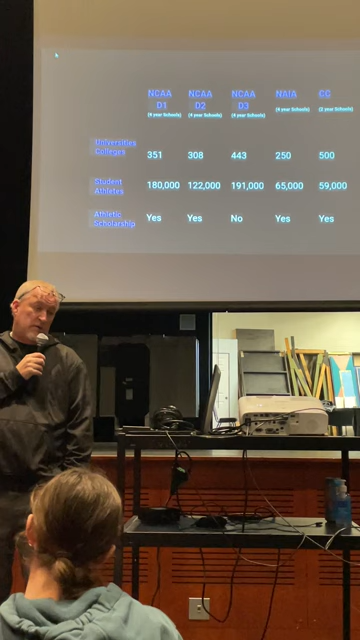 NCAA D1 NCAA D2 NCAA D3 NAIA CC
(4 year Schools) (4 year Schools) (4 year Schools) (4 year Schools) (2 year Schools)
Universities Colleges 351 308 443 250 500
Student Athletes 180,000 122,000 191,000 65,000 59,000
Athletic Scholarship Yes Yes No Yes Yes